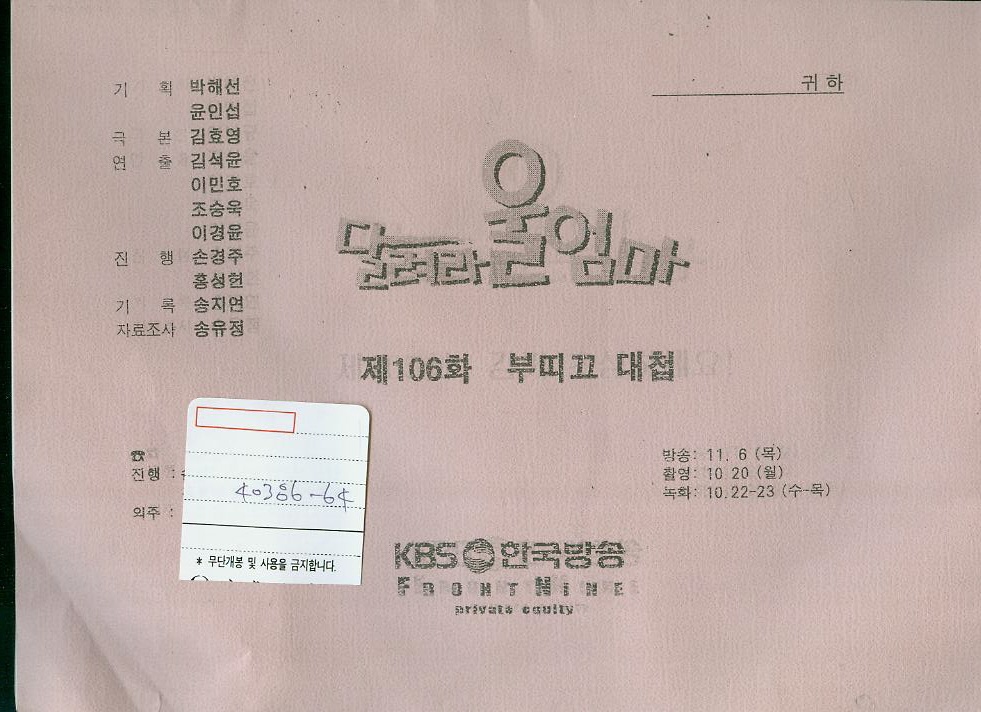 귀 하
기 획 박해선
윤인섭
극 본 김효영
연 출 김석윤
이민호
조승욱
이경윤
진 행 손경주
홍성헌
기 록 송지연
자료조사 송유정
달려라 울엄마
제106화 부띠끄 대첩
☎
진행 :
외주 :
40386-64
* 무단개봉 및 사용을 금지합니다.
방송: 11. 6 (목)
촬영: 10. 20 (월)
녹화: 10.22-23 (수-목)
KBS 한국방송
FRONT NINE
private equity